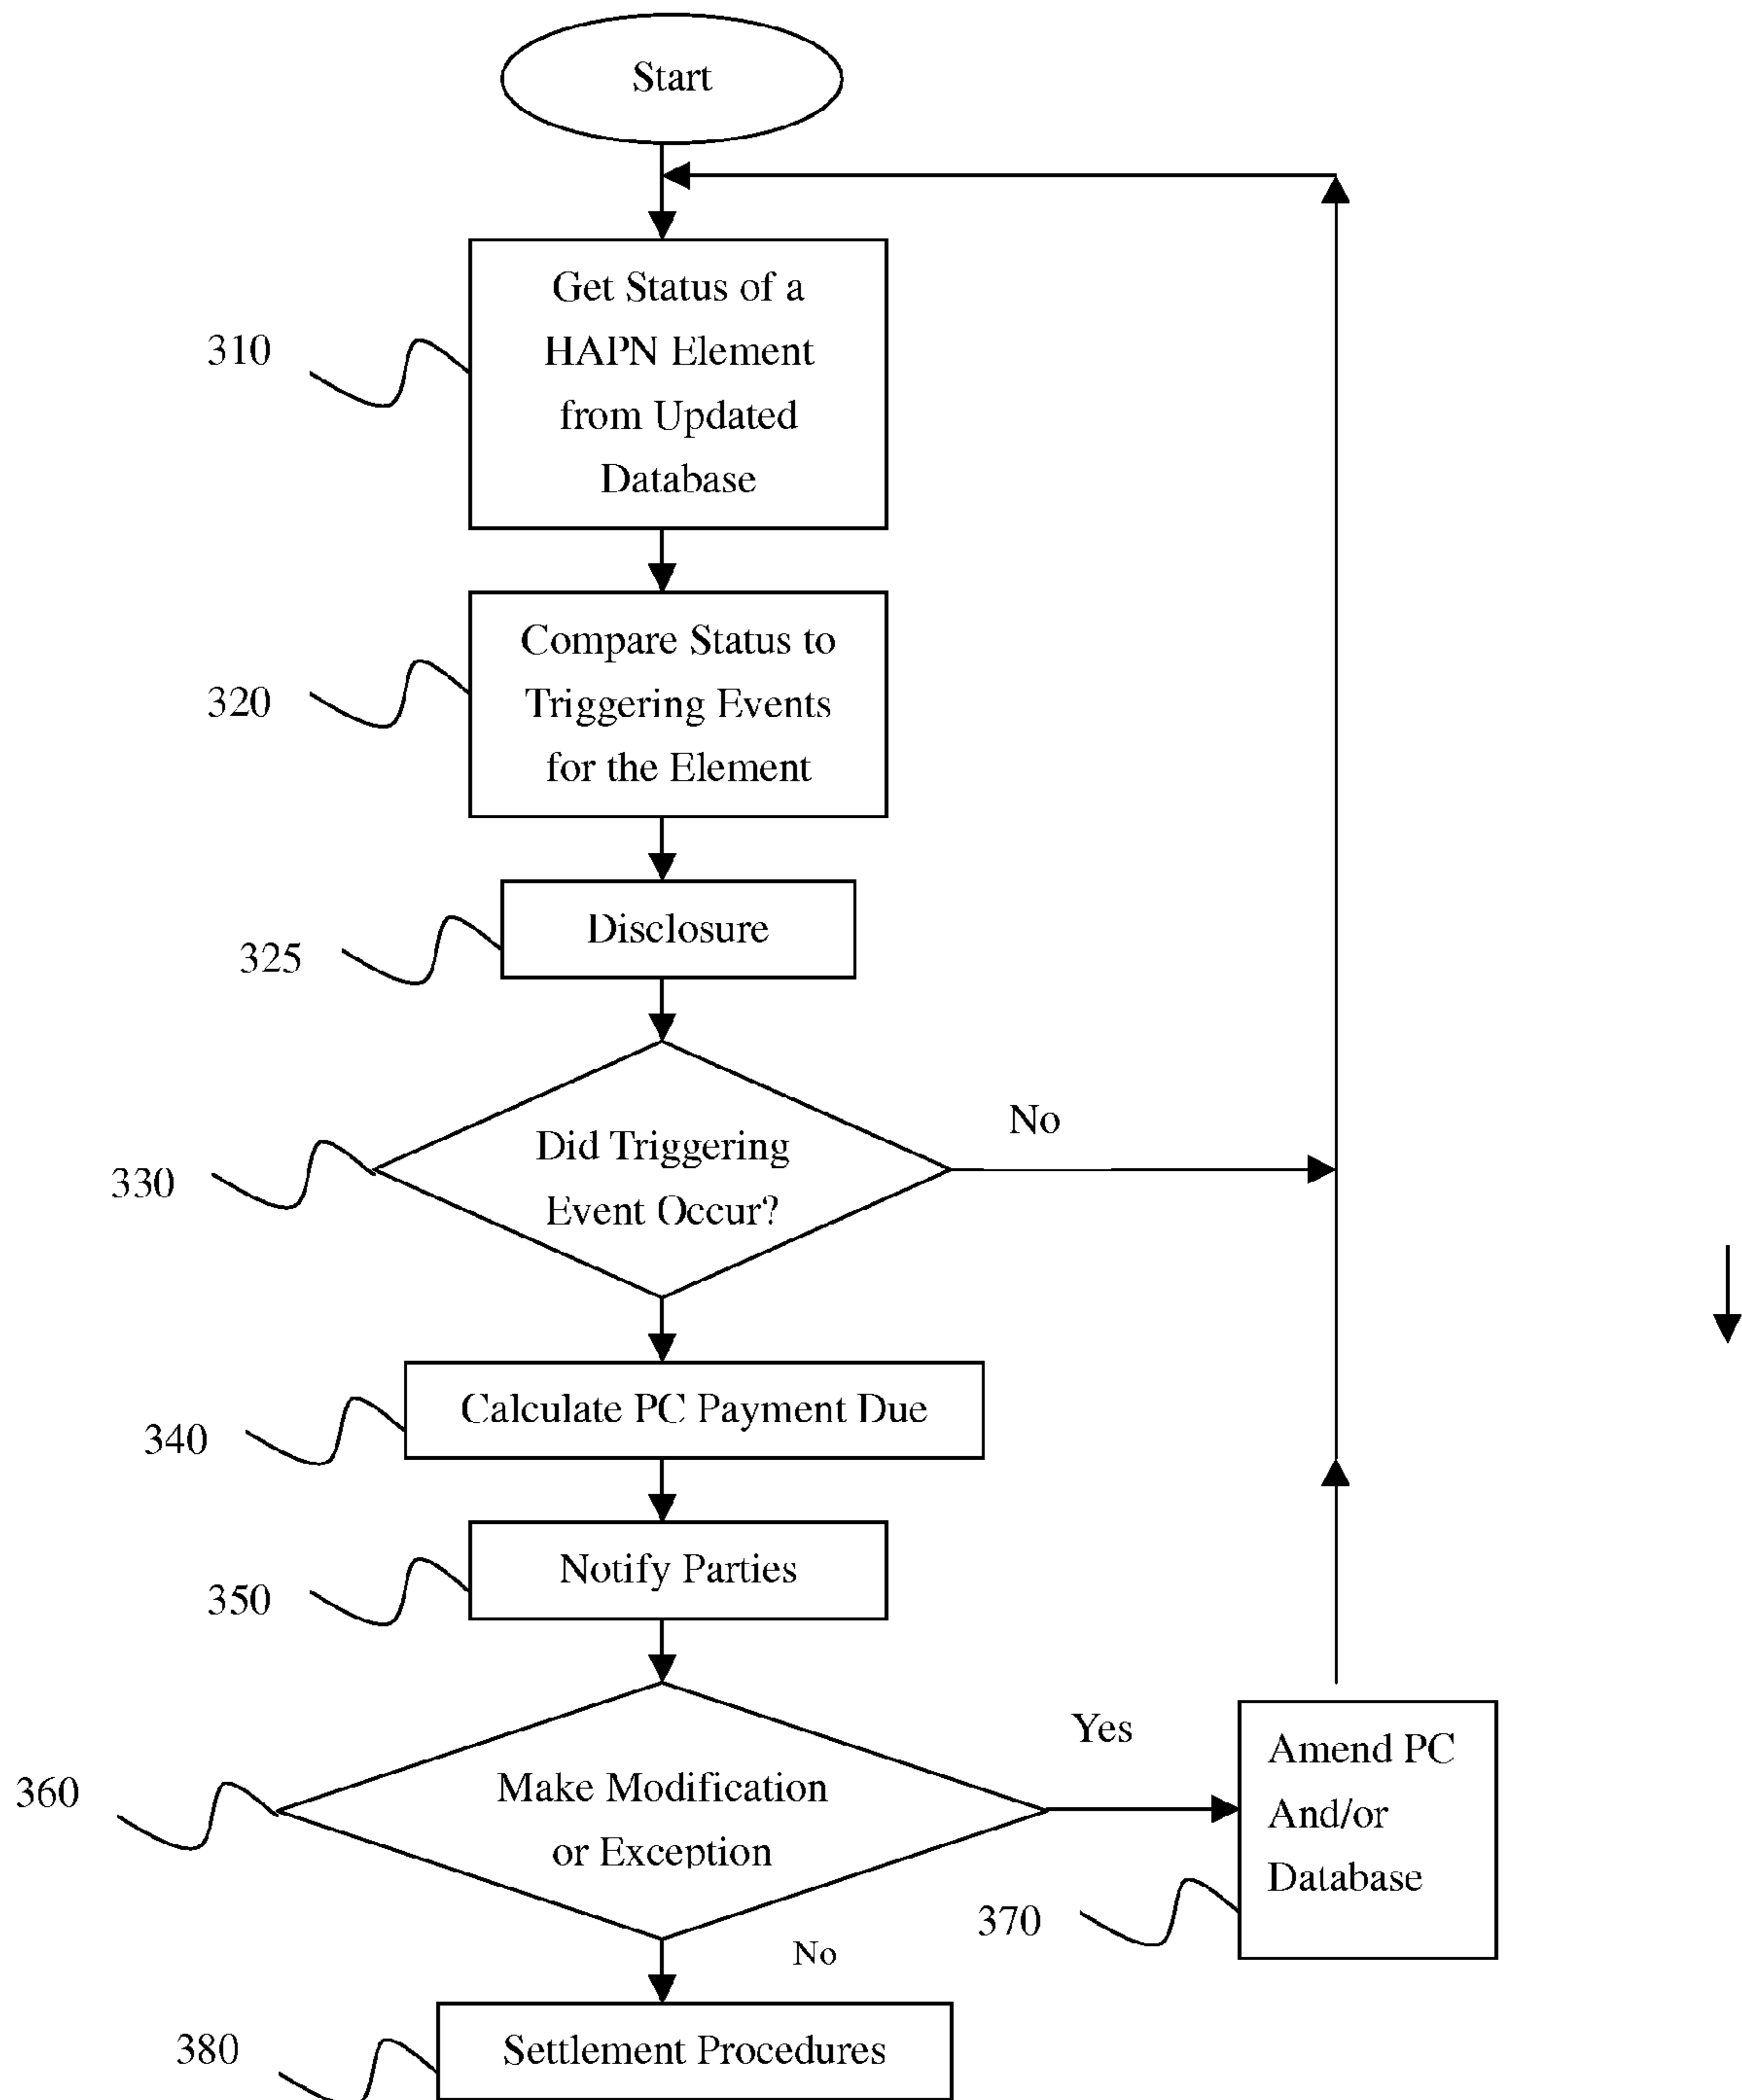 Start
310
Get Status of a
HAPN Element
from Updated
Database
320
Compare Status to
Triggering Events
for the Element
325
Disclosure
330
Did Triggering
Event Occur?
No
340
Calculate PC Payment Due
350
Notify Parties
360
Make Modification
or Exception
Yes
370
Amend PC
And/or
Database
No
380
Settlement Procedures